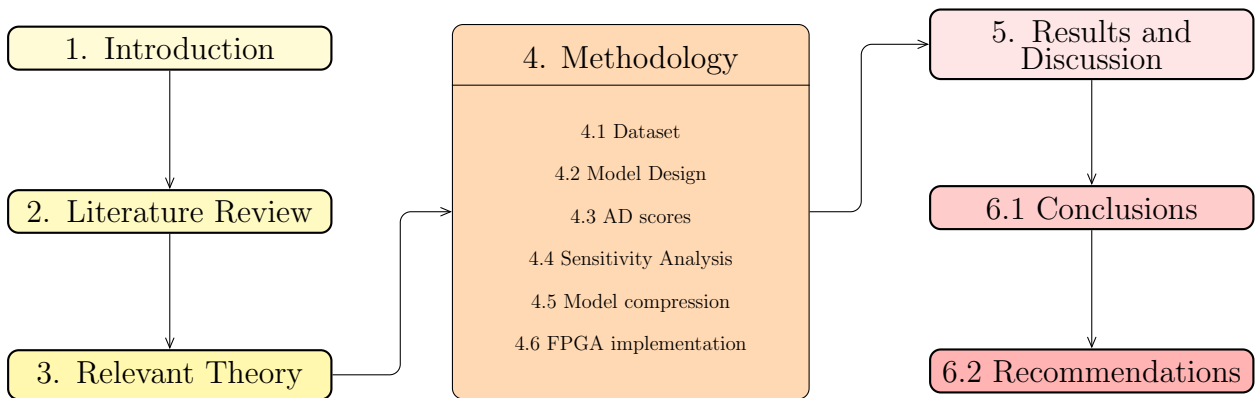 1. Introduction
2. Literature Review
3. Relevant Theory
4. Methodology
4.1 Dataset
4.2 Model Design
4.3 AD scores
4.4 Sensitivity Analysis
4.5 Model compression
4.6 FPGA implementation
5. Results and
Discussion
6.1 Conclusions
6.2 Recommendations